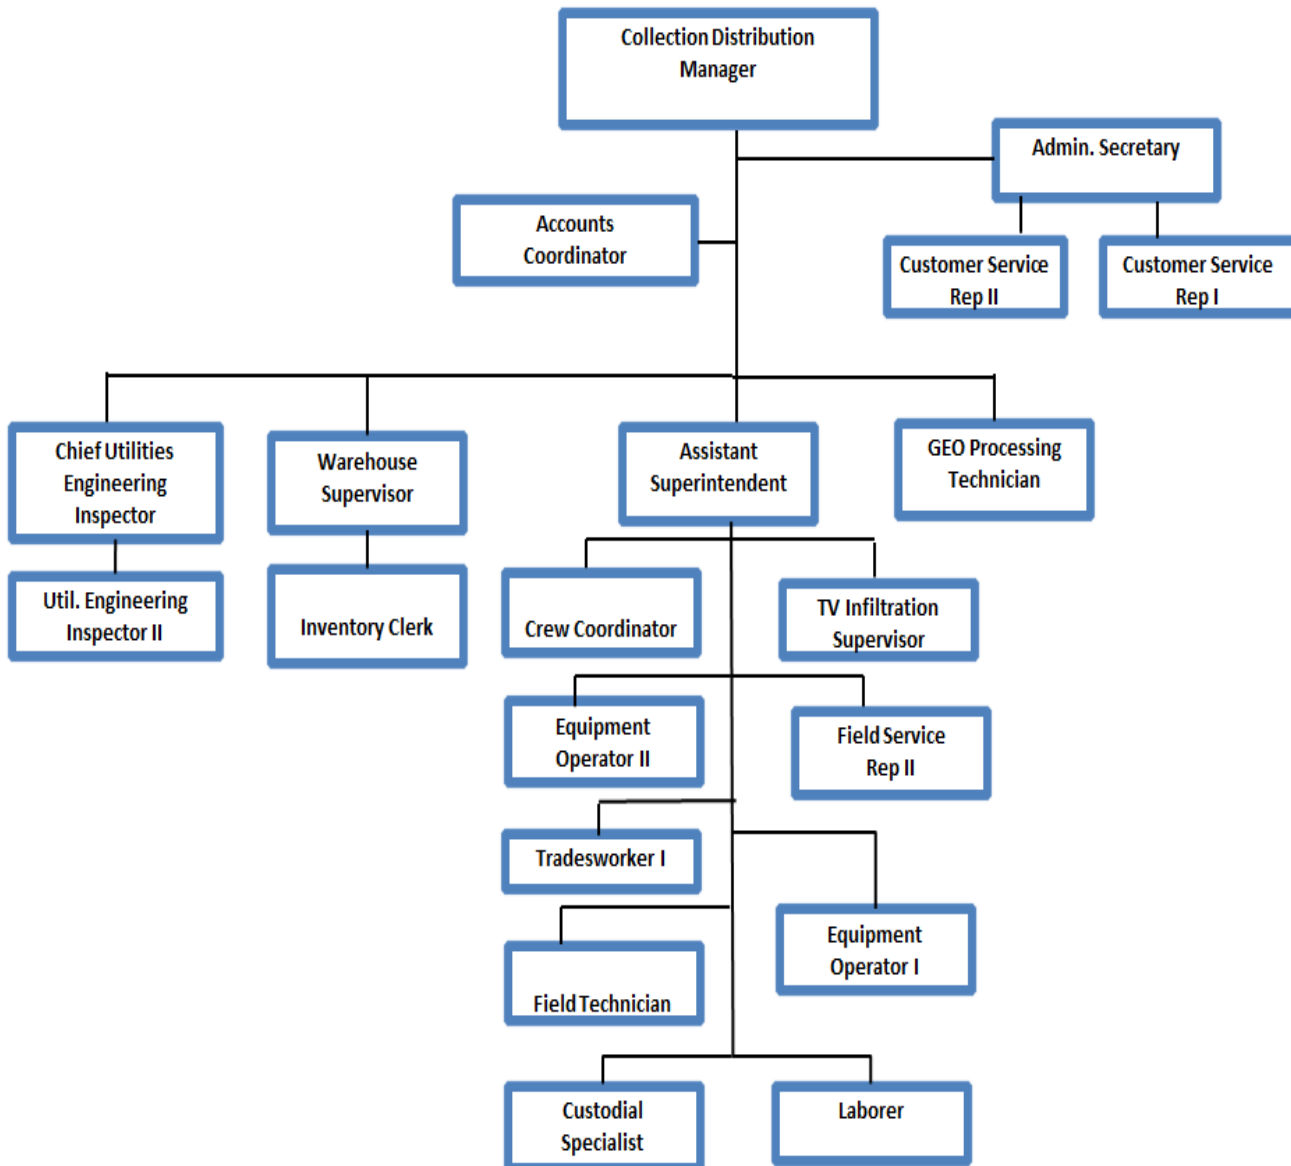 Collection Distribution
Manager
Admin. Secretary
Accounts
Coordinator
Customer Service
Rep II
Customer Service
Rep I
Chief Utilities
Engineering
Inspector
Warehouse
Supervisor
Assistant
Superintendent
GEO Processing
Technician
Util. Engineering
Inspector II
Inventory Clerk
Crew Coordinator
TV Infiltration
Supervisor
Equipment
Operator II
Field Service
Rep II
Tradesworker I
Equipment
Operator I
Field Technician
Custodial
Specialist
Laborer